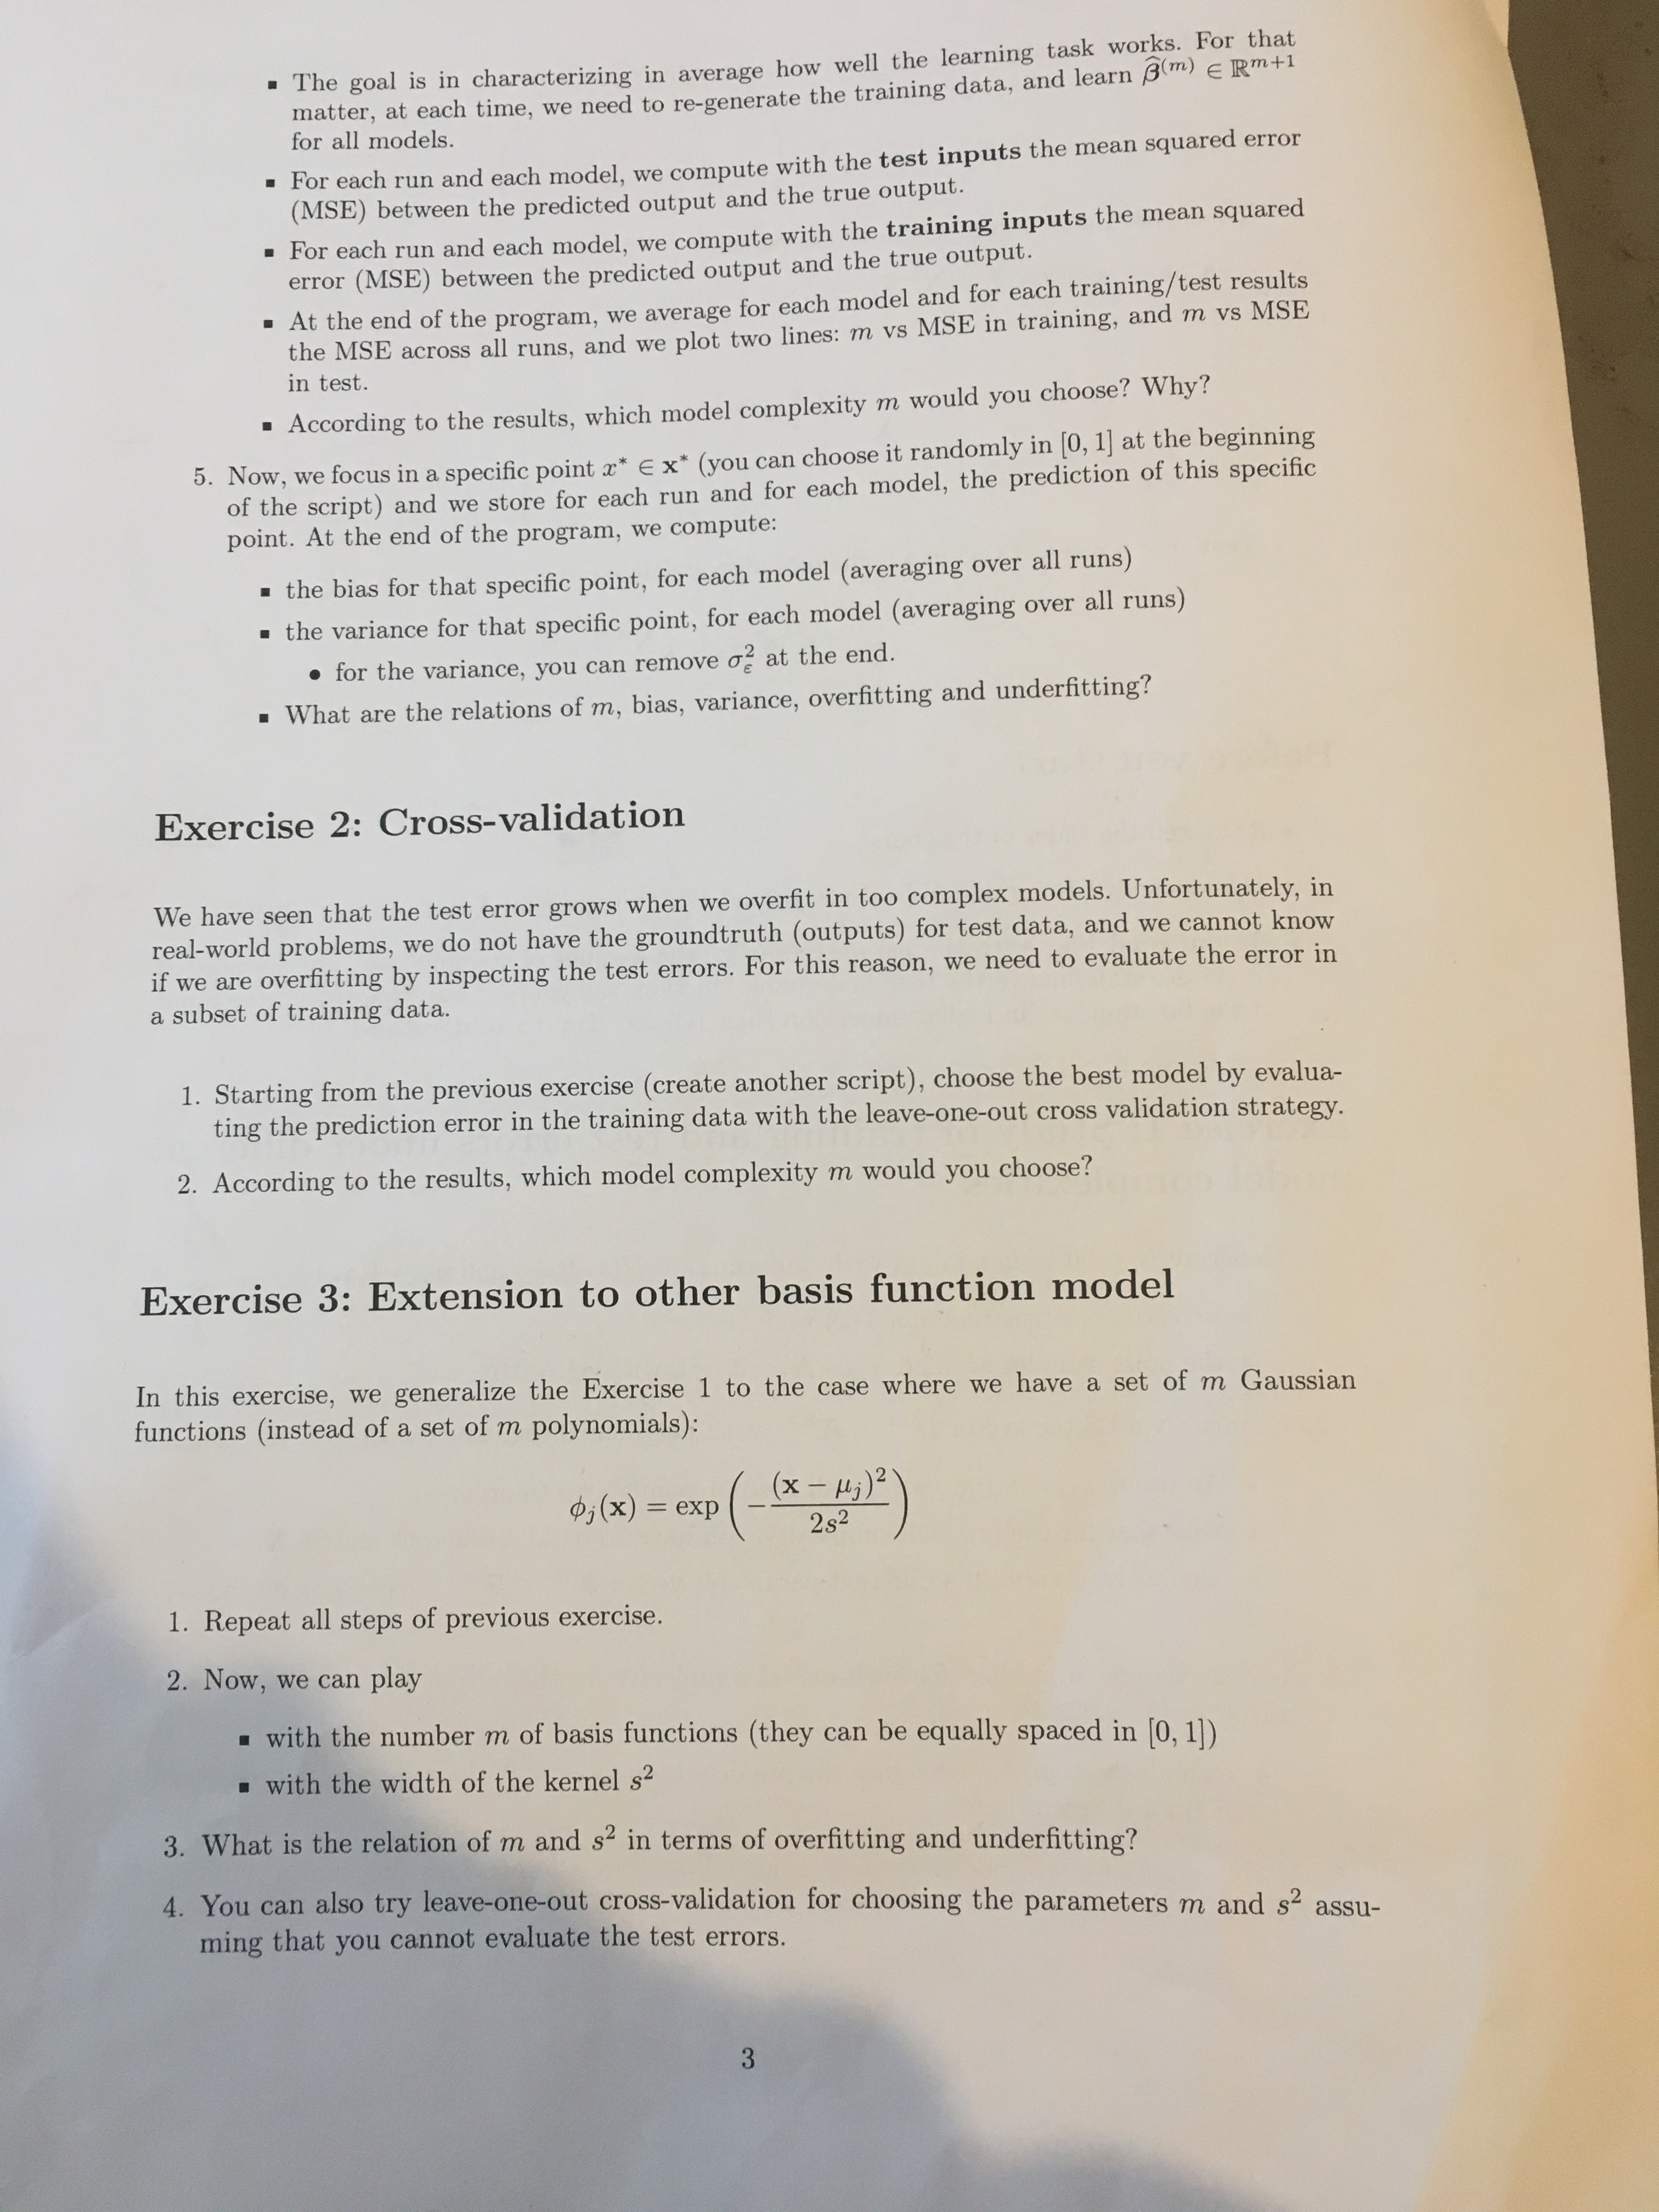 ▪ The goal is in characterizing in average how well the learning task works. For that
matter, at each time, we need to re-generate the training data, and learn β̂^(m) ∈ ℝ^{m+1}
for all models.
▪ For each run and each model, we compute with the test inputs the mean squared error
(MSE) between the predicted output and the true output.
▪ For each run and each model, we compute with the training inputs the mean squared
error (MSE) between the predicted output and the true output.
▪ At the end of the program, we average for each model and for each training/test results
the MSE across all runs, and we plot two lines: m vs MSE in training, and m vs MSE
in test.
▪ According to the results, which model complexity m would you choose? Why?
5. Now, we focus in a specific point x* ∈ x* (you can choose it randomly in [0, 1] at the beginning
of the script) and we store for each run and for each model, the prediction of this specific
point. At the end of the program, we compute:
▪ the bias for that specific point, for each model (averaging over all runs)
▪ the variance for that specific point, for each model (averaging over all runs)
• for the variance, you can remove σ_ε^2 at the end.
▪ What are the relations of m, bias, variance, overfitting and underfitting?
Exercise 2: Cross-validation
We have seen that the test error grows when we overfit in too complex models. Unfortunately, in
real-world problems, we do not have the groundtruth (outputs) for test data, and we cannot know
if we are overfitting by inspecting the test errors. For this reason, we need to evaluate the error in
a subset of training data.
1. Starting from the previous exercise (create another script), choose the best model by evalua-
ting the prediction error in the training data with the leave-one-out cross validation strategy.
2. According to the results, which model complexity m would you choose?
Exercise 3: Extension to other basis function model
In this exercise, we generalize the Exercise 1 to the case where we have a set of m Gaussian
functions (instead of a set of m polynomials):
φ_j(x) = exp(−(x − μ_j)^2 / 2s^2)
1. Repeat all steps of previous exercise.
2. Now, we can play
▪ with the number m of basis functions (they can be equally spaced in [0, 1])
▪ with the width of the kernel s^2
3. What is the relation of m and s^2 in terms of overfitting and underfitting?
4. You can also try leave-one-out cross-validation for choosing the parameters m and s^2 assu-
ming that you cannot evaluate the test errors.
3